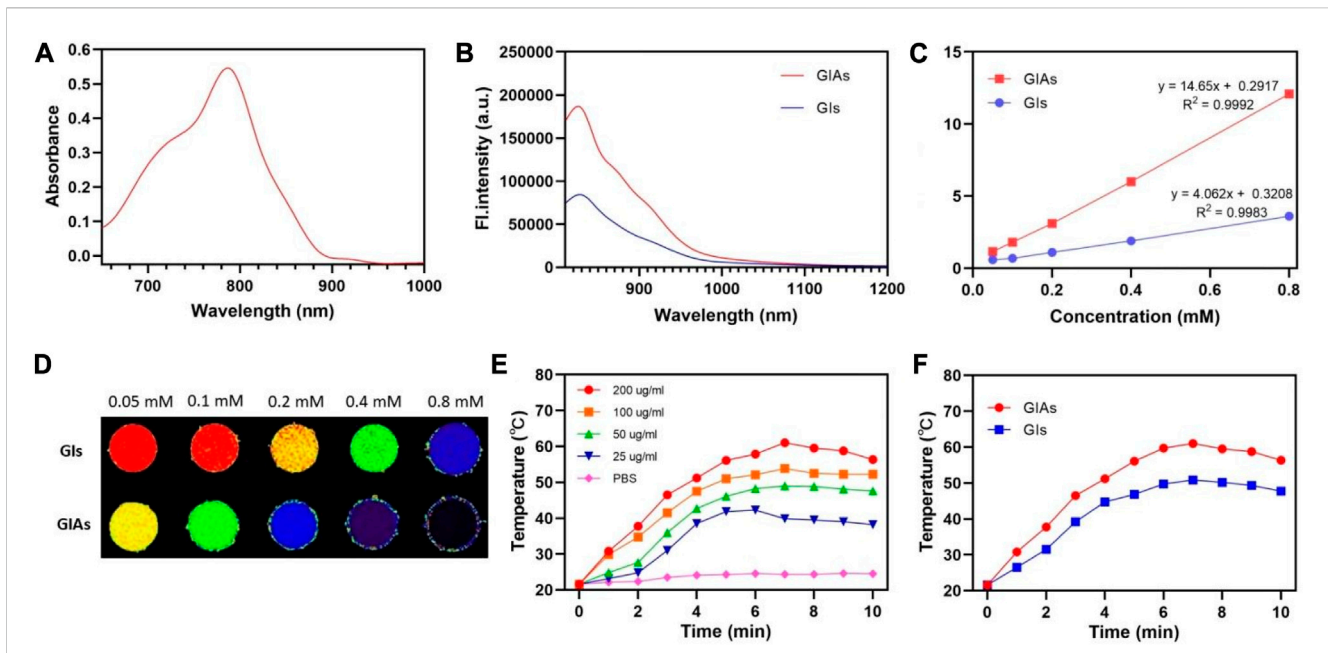 A
0.6
0.5
0.4
0.3
0.2
0.1
0.0
Absorbance
700 800 900 1000
Wavelength (nm)
B
250000
200000
150000
100000
50000
0
Fl.intensity (a.u.)
GIAs
GIs
900 1000 1100 1200
Wavelength (nm)
C
15
10
5
0
GIAs
GIs
y = 14.65x + 0.2917
R² = 0.9992
y = 4.062x + 0.3208
R² = 0.9983
0.0 0.2 0.4 0.6 0.8
Concentration (mM)
D
0.05 mM 0.1 mM 0.2 mM 0.4 mM 0.8 mM
GIs
GIAs
E
80
70
60
50
40
30
20
Temperature (°C)
200 ug/ml
100 ug/ml
50 ug/ml
25 ug/ml
PBS
0 2 4 6 8 10
Time (min)
F
80
70
60
50
40
30
20
Temperature (°C)
GIAs
GIs
0 2 4 6 8 10
Time (min)